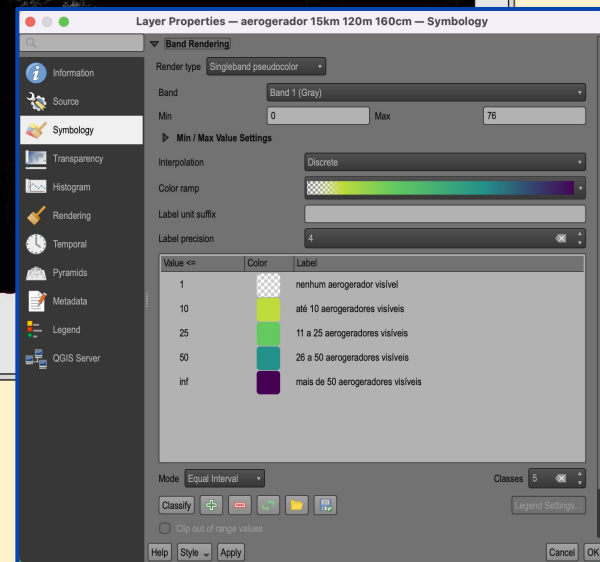 Layer Properties — aerogerador 15km 120m 160cm — Symbology
Information
Source
Symbology
Transparency
Histogram
Rendering
Temporal
Pyramids
Metadata
Legend
QGIS Server
Band Rendering
Render type Singleband pseudocolor
Band Band 1 (Gray)
Min 0 Max 76
Min / Max Value Settings
Interpolation Discrete
Color ramp
Label unit suffix
Label precision 4
Value <= Color Label
1 nenhum aerogerador visível
10 até 10 aerogeradores visíveis
25 11 a 25 aerogeradores visíveis
50 26 a 50 aerogeradores visíveis
inf mais de 50 aerogeradores visíveis
Mode Equal Interval Classes 5
Classify Legend Settings...
Clip out of range values
Help Style Apply Cancel OK